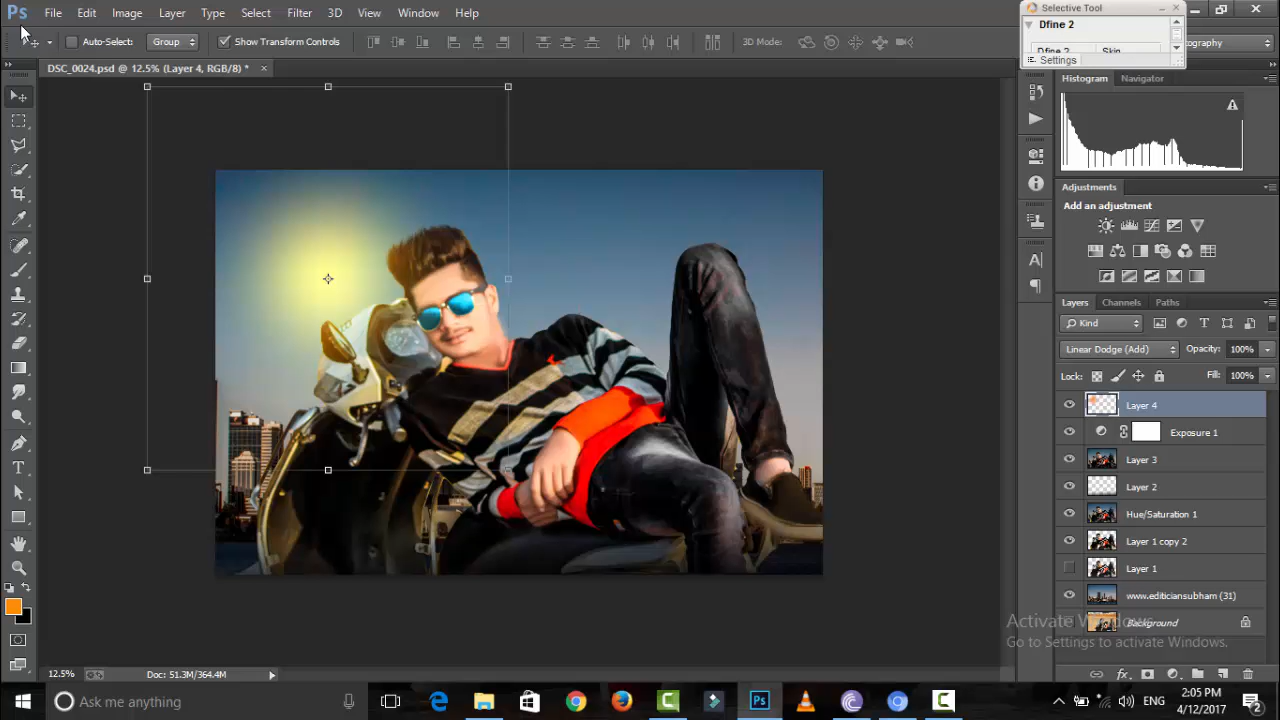 Ps File Edit Image Layer Type Select Filter 3D View Window Help
Selective Tool
Dfine 2
Dfine 2 Skin
Settings
Auto-Select: Group Show Transform Controls 3D Mode: ography
DSC_0024.psd @ 12.5% (Layer 4, RGB/8) *
Histogram Navigator
Adjustments
Add an adjustment
Layers Channels Paths
Kind
Linear Dodge (Add) Opacity: 100%
Lock: Fill: 100%
Layer 4
Exposure 1
Layer 3
Layer 2
Hue/Saturation 1
Layer 1 copy 2
Layer 1
www.editiciansubham (31)
Background
Activate Windows
Go to Settings to activate Windows.
12.5% Doc: 51.3M/364.4M
Ask me anything
ENG 2:05 PM
4/12/2017
2